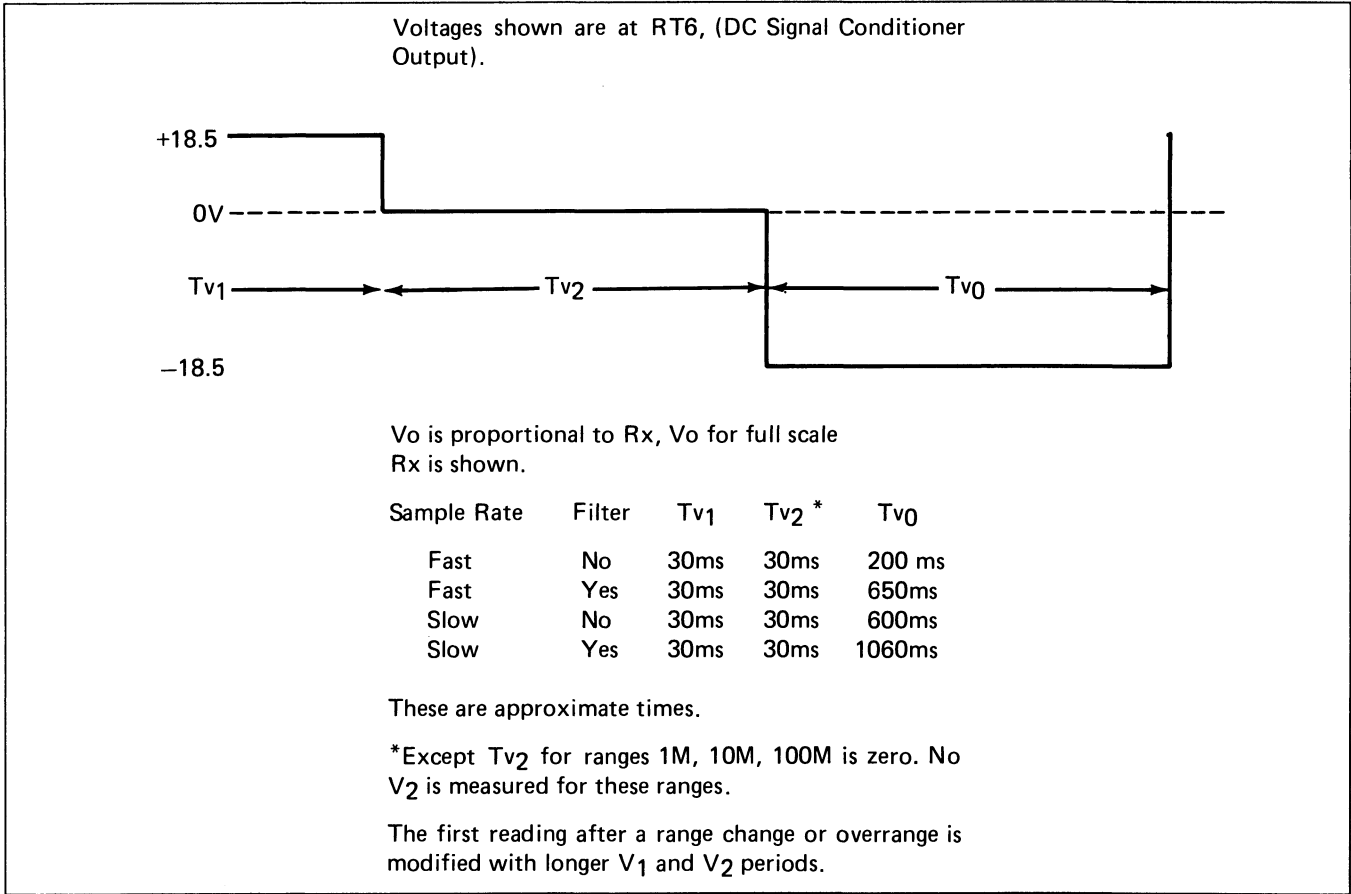 Voltages shown are at RT6, (DC Signal Conditioner
Output).
+18.5
0V
Tv1
Tv2
Tv0
−18.5
Vo is proportional to Rx, Vo for full scale
Rx is shown.
Sample Rate Filter Tv1 Tv2 * Tv0
Fast No 30ms 30ms 200 ms
Fast Yes 30ms 30ms 650ms
Slow No 30ms 30ms 600ms
Slow Yes 30ms 30ms 1060ms
These are approximate times.
*Except Tv2 for ranges 1M, 10M, 100M is zero. No
V2 is measured for these ranges.
The first reading after a range change or overrange is
modified with longer V1 and V2 periods.